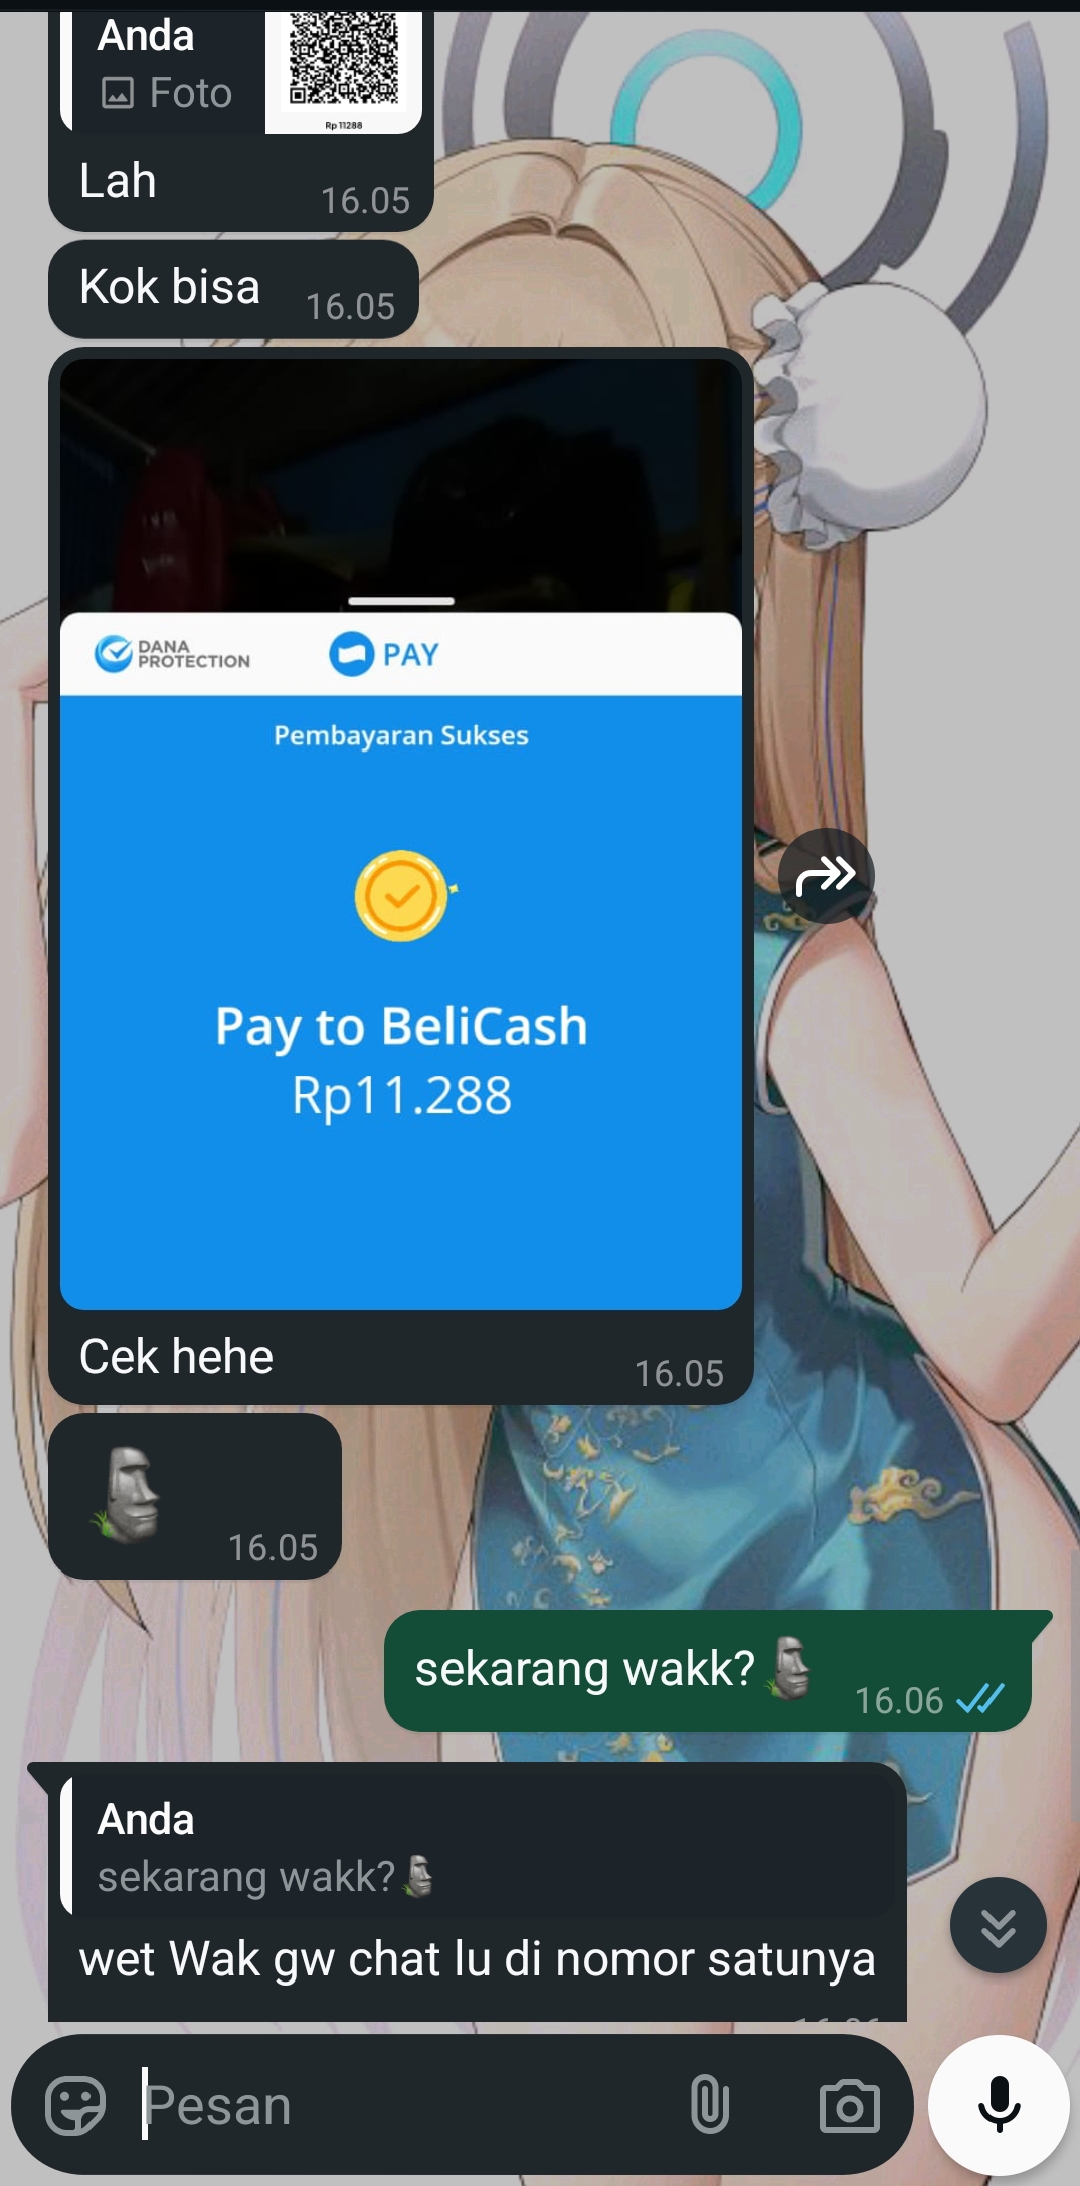 Anda
Foto
Rp 11288
Lah
16.05
Kok bisa
16.05
DANA
PROTECTION
PAY
Pembayaran Sukses
Pay to BeliCash
Rp11.288
Cek hehe
16.05
🗿
16.05
sekarang wakk?🗿
16.06
Anda
sekarang wakk?🗿
wet Wak gw chat lu di nomor satunya
Pesan